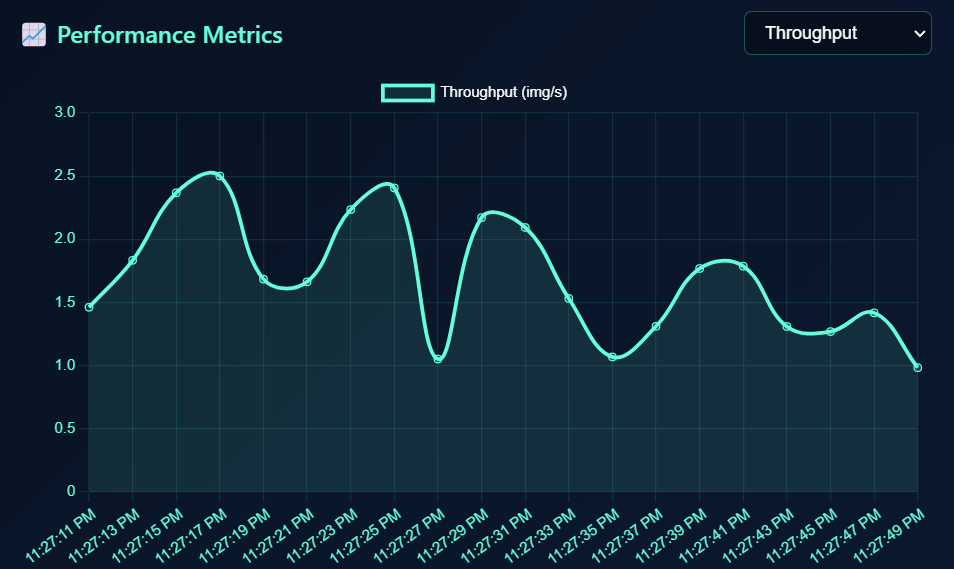 📈 Performance Metrics
Throughput
Throughput (img/s)
3.0
2.5
2.0
1.5
1.0
0.5
0
11:27:11 PM
11:27:13 PM
11:27:15 PM
11:27:17 PM
11:27:19 PM
11:27:21 PM
11:27:23 PM
11:27:25 PM
11:27:27 PM
11:27:29 PM
11:27:31 PM
11:27:33 PM
11:27:35 PM
11:27:37 PM
11:27:39 PM
11:27:41 PM
11:27:43 PM
11:27:45 PM
11:27:47 PM
11:27:49 PM